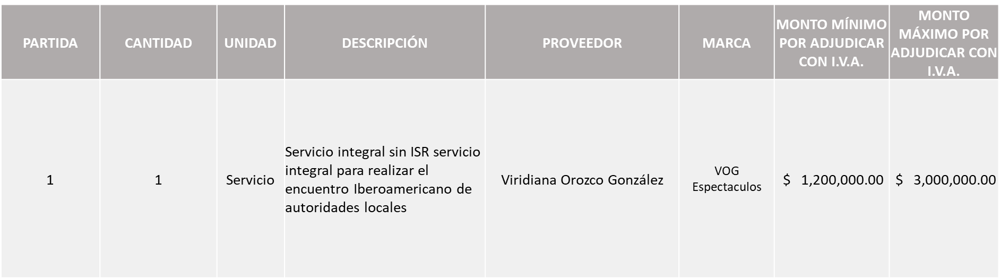 PARTIDA
CANTIDAD
UNIDAD
DESCRIPCIÓN
PROVEEDOR
MARCA
MONTO MÍNIMO
POR ADJUDICAR
CON I.V.A.
MONTO
MÁXIMO POR
ADJUDICAR CON
I.V.A.
1
1
Servicio
Servicio integral sin ISR servicio
integral para realizar el
encuentro Iberoamericano de
autoridades locales
Viridiana Orozco González
VOG
Espectaculos
$ 1,200,000.00
$ 3,000,000.00